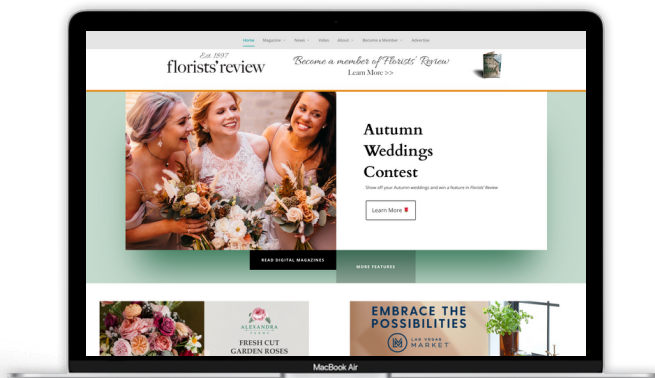 Home Magazine News Video About Become a Member Advertise
Est 1897
florists' review
Become a member of Florists' Review
Learn More >>
Autumn
Weddings
Contest
Show off your Autumn weddings and win a feature in Florists' Review
Learn More
READ DIGITAL MAGAZINES
MORE FEATURES
ALEXANDRA
FARMS
FRESH CUT
GARDEN ROSES
EMBRACE THE
POSSIBILITIES
LAS VEGAS
MARKET
MacBook Air